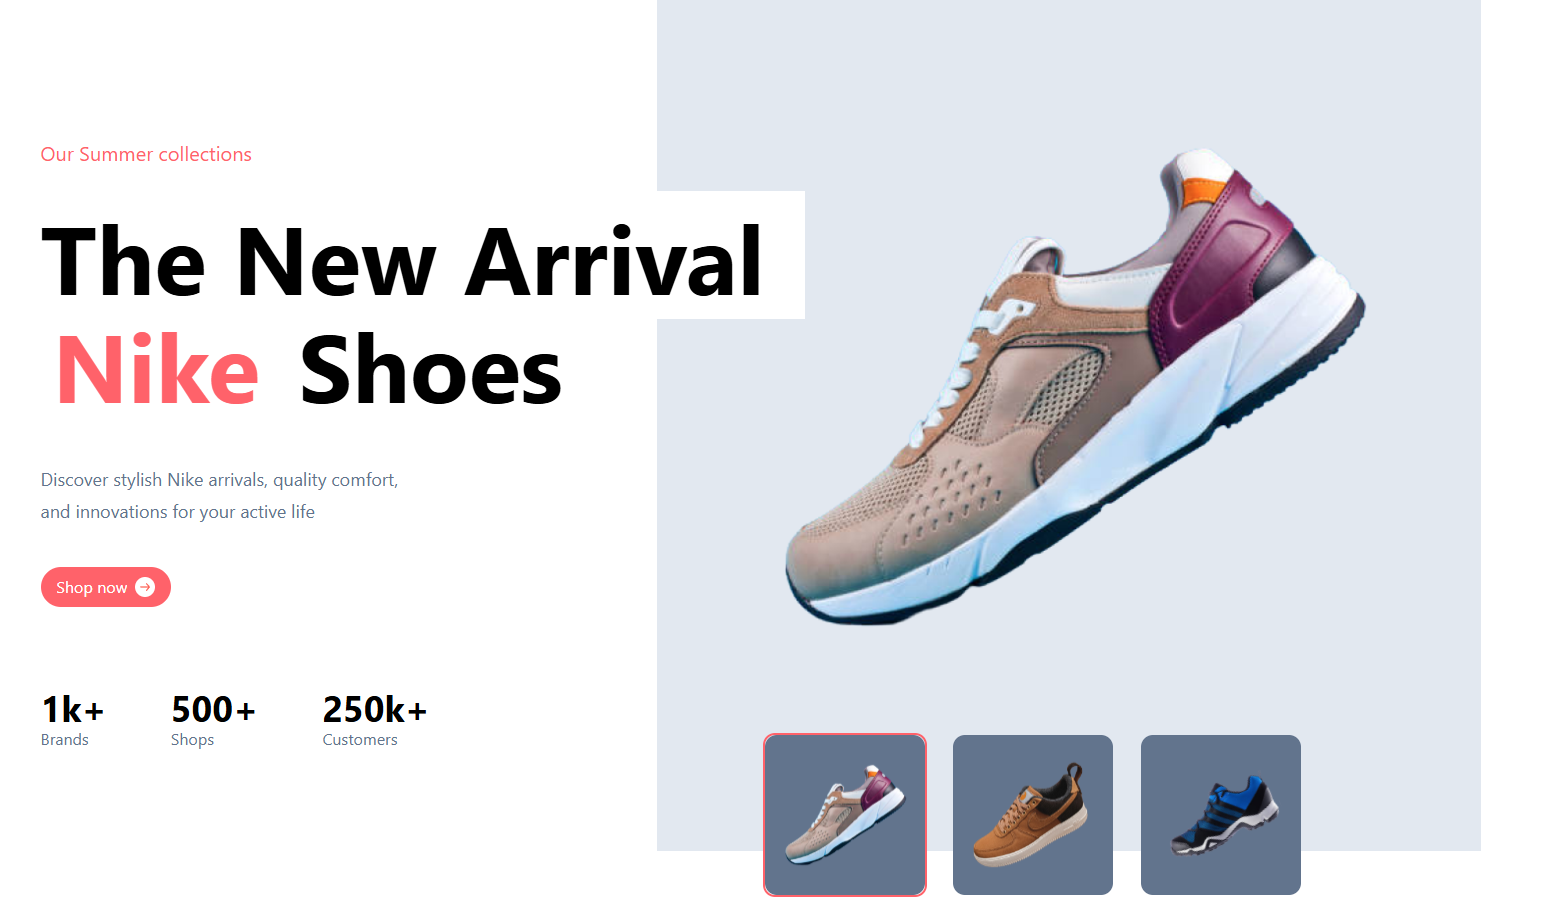 Our Summer collections
The New Arrival
Nike Shoes
Discover stylish Nike arrivals, quality comfort,
and innovations for your active life
Shop now
1k+ 500+ 250k+
Brands Shops Customers